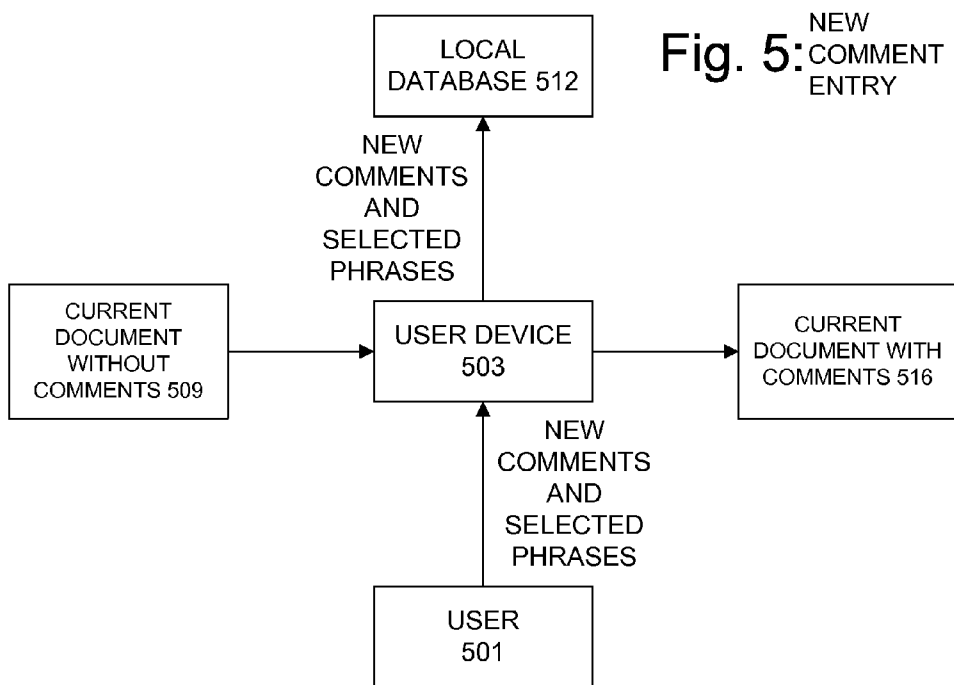 LOCAL
DATABASE 512
Fig. 5:
NEW
COMMENT
ENTRY
NEW
COMMENTS
AND
SELECTED
PHRASES
CURRENT
DOCUMENT
WITHOUT
COMMENTS 509
USER DEVICE
503
CURRENT
DOCUMENT WITH
COMMENTS 516
NEW
COMMENTS
AND
SELECTED
PHRASES
USER
501